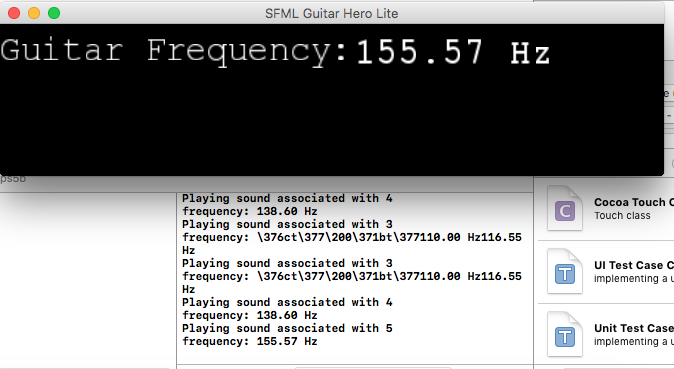 SFML Guitar Hero Lite
Guitar Frequency:155.57 Hz
ps5b
Playing sound associated with 4
frequency: 138.60 Hz
Playing sound associated with 3
frequency: \376ct\377\200\371bt\377110.00 Hz116.55
Hz
Playing sound associated with 3
frequency: \376ct\377\200\371bt\377110.00 Hz116.55
Hz
Playing sound associated with 4
frequency: 138.60 Hz
Playing sound associated with 5
frequency: 155.57 Hz
C
Cocoa Touch C
Touch class
T
UI Test Case C
implementing a u
T
Unit Test Case
implementing a u